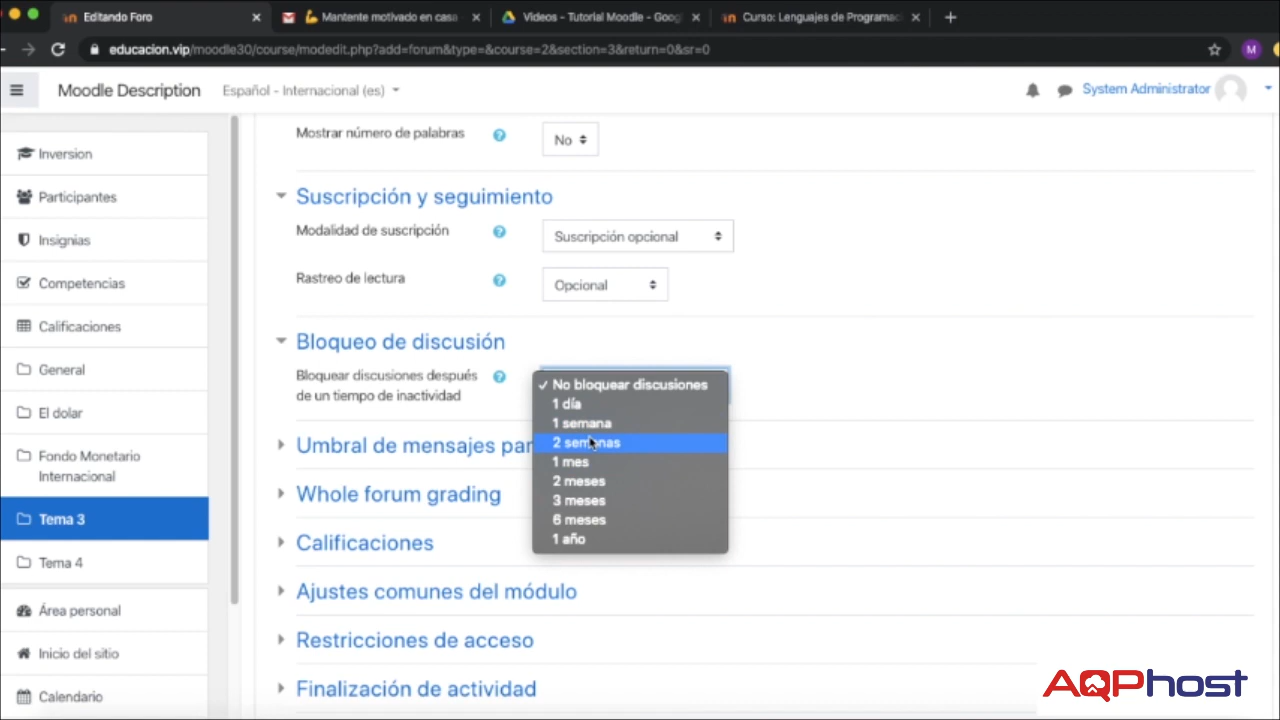 Editando Foro
Mantente motivado en casa
Videos - Tutorial Moodle - Goog
Curso: Lenguajes de Programac
educacion.vip/moodle30/course/modedit.php?add=forum&type=&course=2&section=3&return=0&sr=0
M
Moodle Description
Español - Internacional (es)
System Administrator
Inversion
Participantes
Insignias
Competencias
Calificaciones
General
El dolar
Fondo Monetario
Internacional
Tema 3
Tema 4
Área personal
Inicio del sitio
Calendario
Mostrar número de palabras
No
Suscripción y seguimiento
Modalidad de suscripción
Suscripción opcional
Rastreo de lectura
Opcional
Bloqueo de discusión
Bloquear discusiones después
de un tiempo de inactividad
✓ No bloquear discusiones
1 día
1 semana
2 semanas
1 mes
2 meses
3 meses
6 meses
1 año
Umbral de mensajes par
Whole forum grading
Calificaciones
Ajustes comunes del módulo
Restricciones de acceso
Finalización de actividad
AQPhost